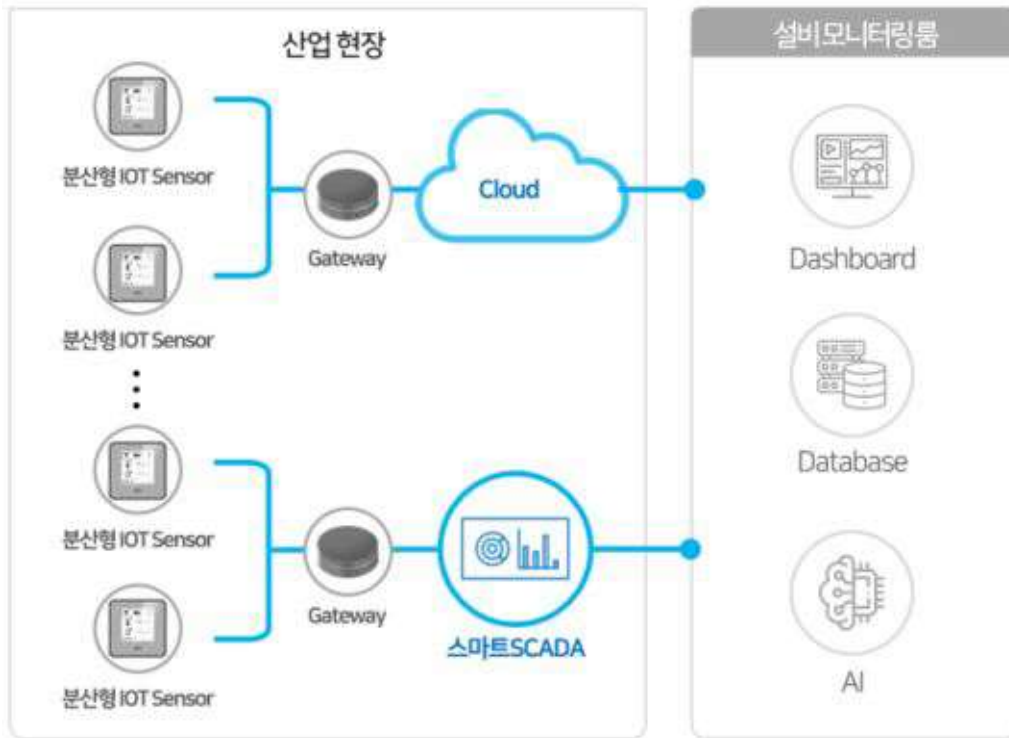 산업 현장
분산형 IOT Sensor
분산형 IOT Sensor
Gateway
Cloud
분산형 IOT Sensor
분산형 IOT Sensor
Gateway
스마트SCADA
설비모니터링룸
Dashboard
Database
AI